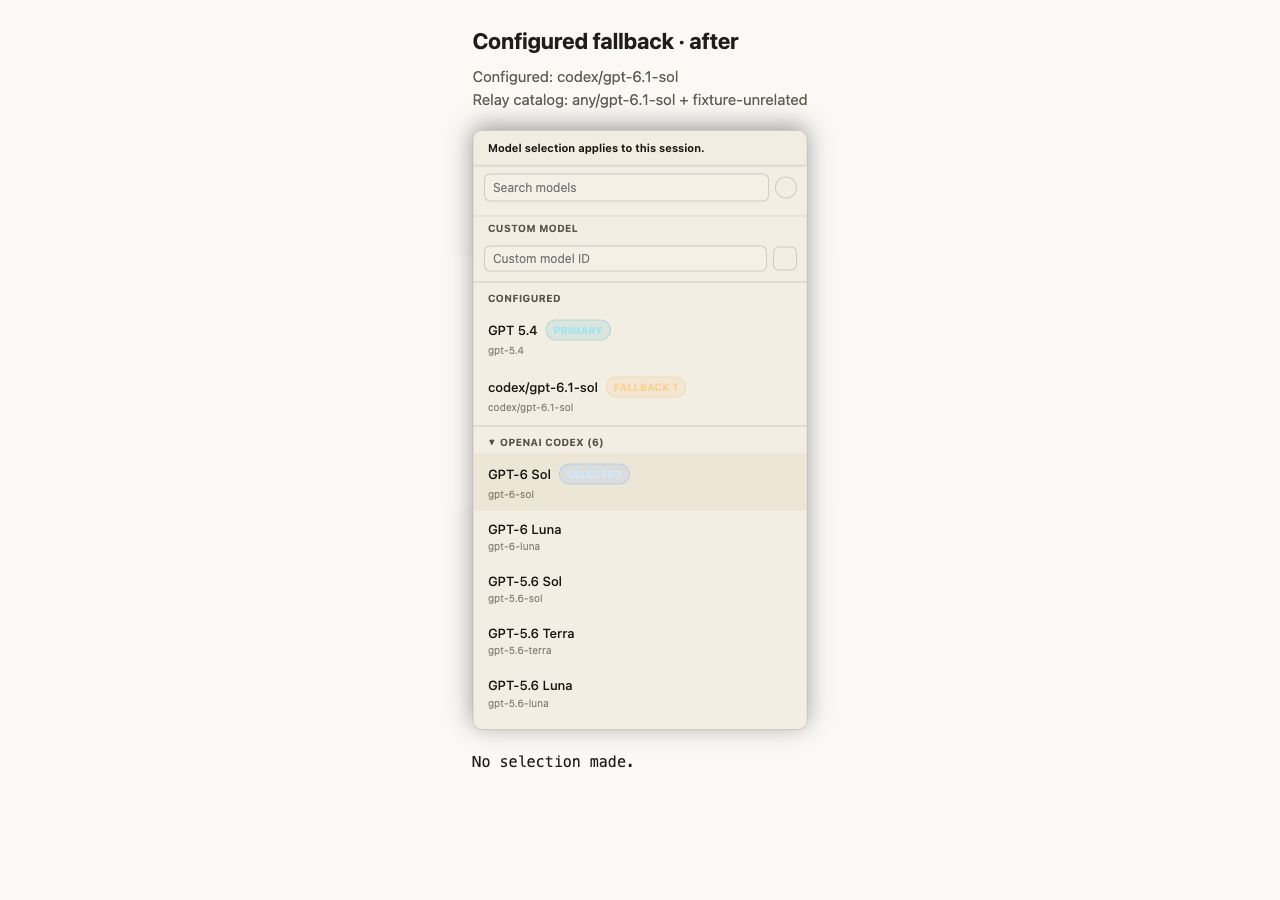 Configured fallback · after
Configured: codex/gpt-6.1-sol
Relay catalog: any/gpt-6.1-sol + fixture-unrelated
Model selection applies to this session.
Search models
CUSTOM MODEL
Custom model ID
CONFIGURED
GPT 5.4 PRIMARY
gpt-5.4
codex/gpt-6.1-sol FALLBACK 1
codex/gpt-6.1-sol
▼ OPENAI CODEX (6)
GPT-6 Sol SELECTED
gpt-6-sol
GPT-6 Luna
gpt-6-luna
GPT-5.6 Sol
gpt-5.6-sol
GPT-5.6 Terra
gpt-5.6-terra
GPT-5.6 Luna
gpt-5.6-luna
No selection made.